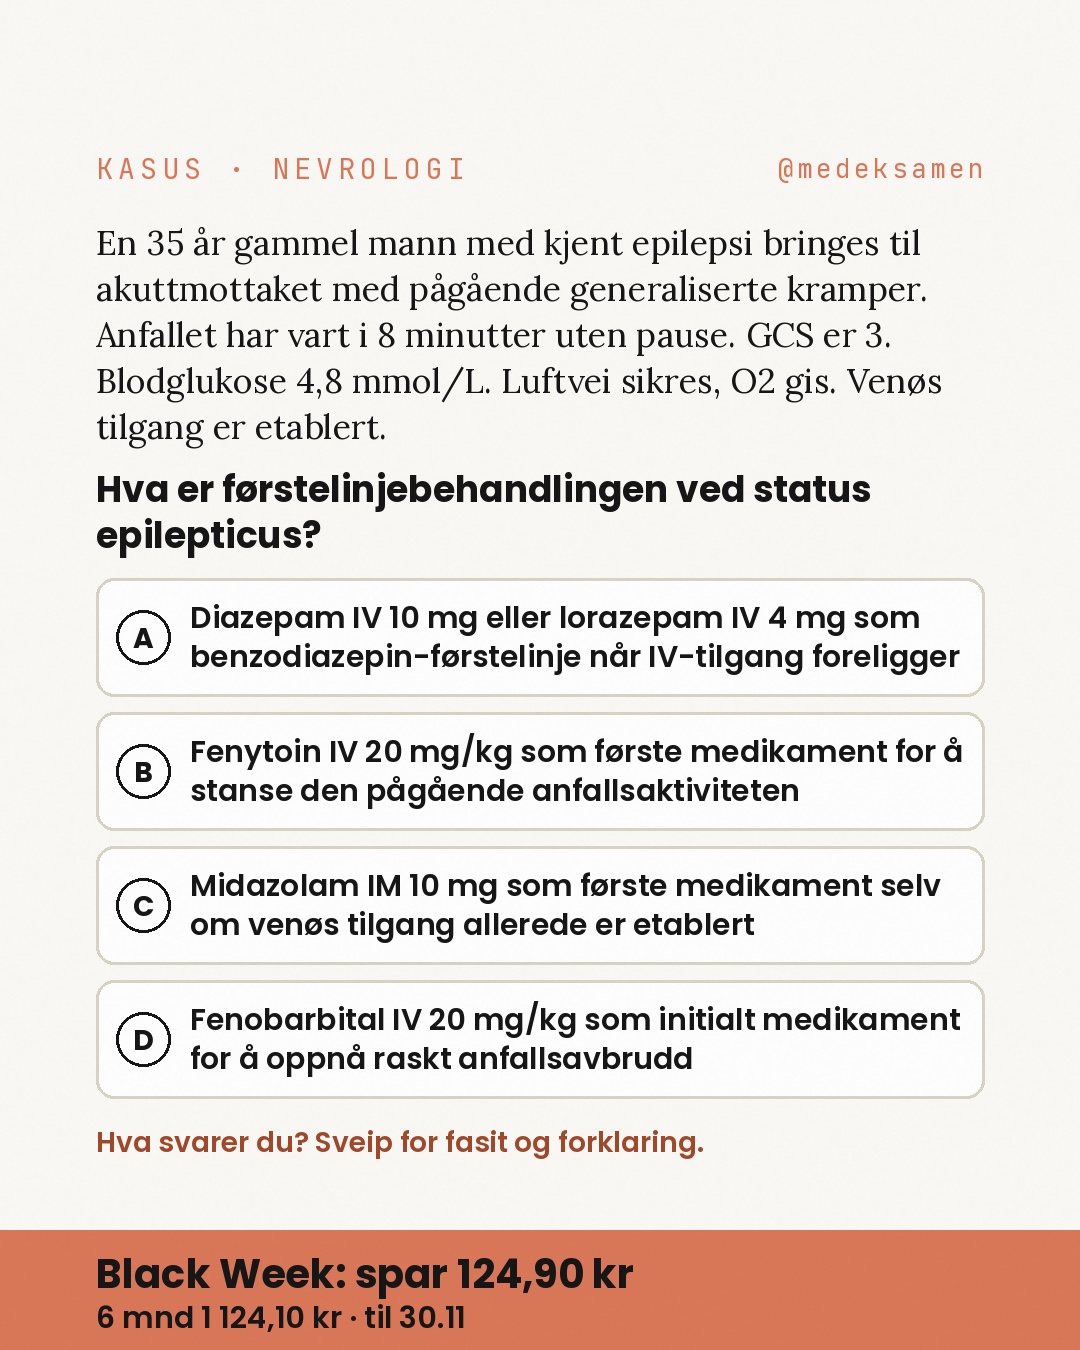 KASUS · NEVROLOGI
@medeksamen
En 35 år gammel mann med kjent epilepsi bringes til
akuttmottaket med pågående generaliserte kramper.
Anfallet har vart i 8 minutter uten pause. GCS er 3.
Blodglukose 4,8 mmol/L. Luftvei sikres, O2 gis. Venøs
tilgang er etablert.
Hva er førstelinjebehandlingen ved status
epilepticus?
A
Diazepam IV 10 mg eller lorazepam IV 4 mg som
benzodiazepin-førstelinje når IV-tilgang foreligger
B
Fenytoin IV 20 mg/kg som første medikament for å
stanse den pågående anfallsaktiviteten
C
Midazolam IM 10 mg som første medikament selv
om venøs tilgang allerede er etablert
D
Fenobarbital IV 20 mg/kg som initialt medikament
for å oppnå raskt anfallsavbrudd
Hva svarer du? Sveip for fasit og forklaring.
Black Week: spar 124,90 kr
6 mnd 1 124,10 kr · til 30.11